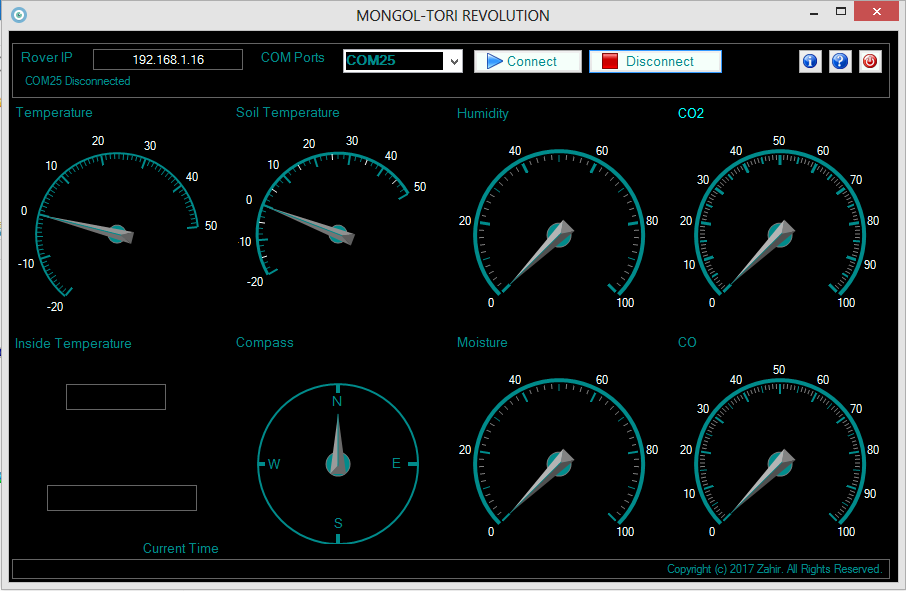 MONGOL-TORI REVOLUTION
Rover IP
192.168.1.16
COM Ports
COM25
Connect
Disconnect
COM25 Disconnected
Temperature
-20
-10
0
10
20
30
40
50
Soil Temperature
-20
-10
0
10
20
30
40
50
Humidity
0
20
40
60
80
100
CO2
0
10
20
30
40
50
60
70
80
90
100
Inside Temperature
Current Time
Compass
N
W
E
S
Moisture
0
20
40
60
80
100
CO
0
10
20
30
40
50
60
70
80
90
100
Copyright (c) 2017 Zahir. All Rights Reserved.